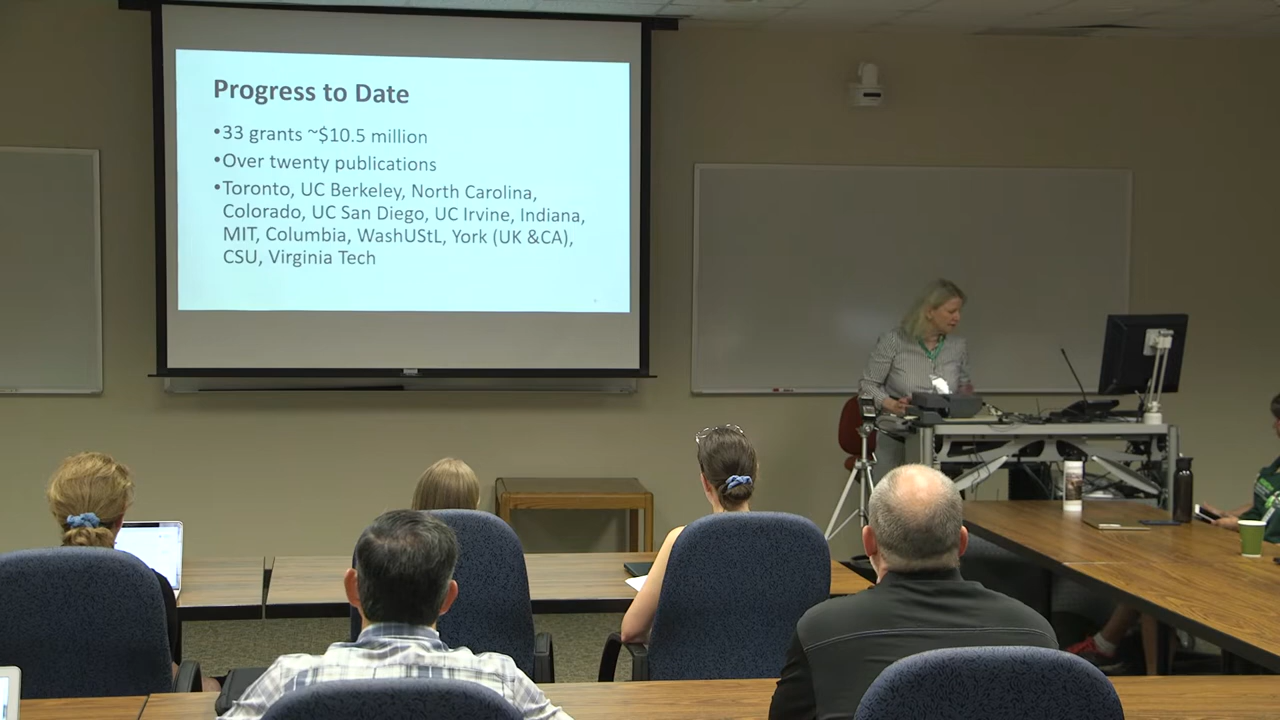 Progress to Date
•33 grants ~$10.5 million
•Over twenty publications
•Toronto, UC Berkeley, North Carolina,
Colorado, UC San Diego, UC Irvine, Indiana,
MIT, Columbia, WashUStL, York (UK &CA),
CSU, Virginia Tech